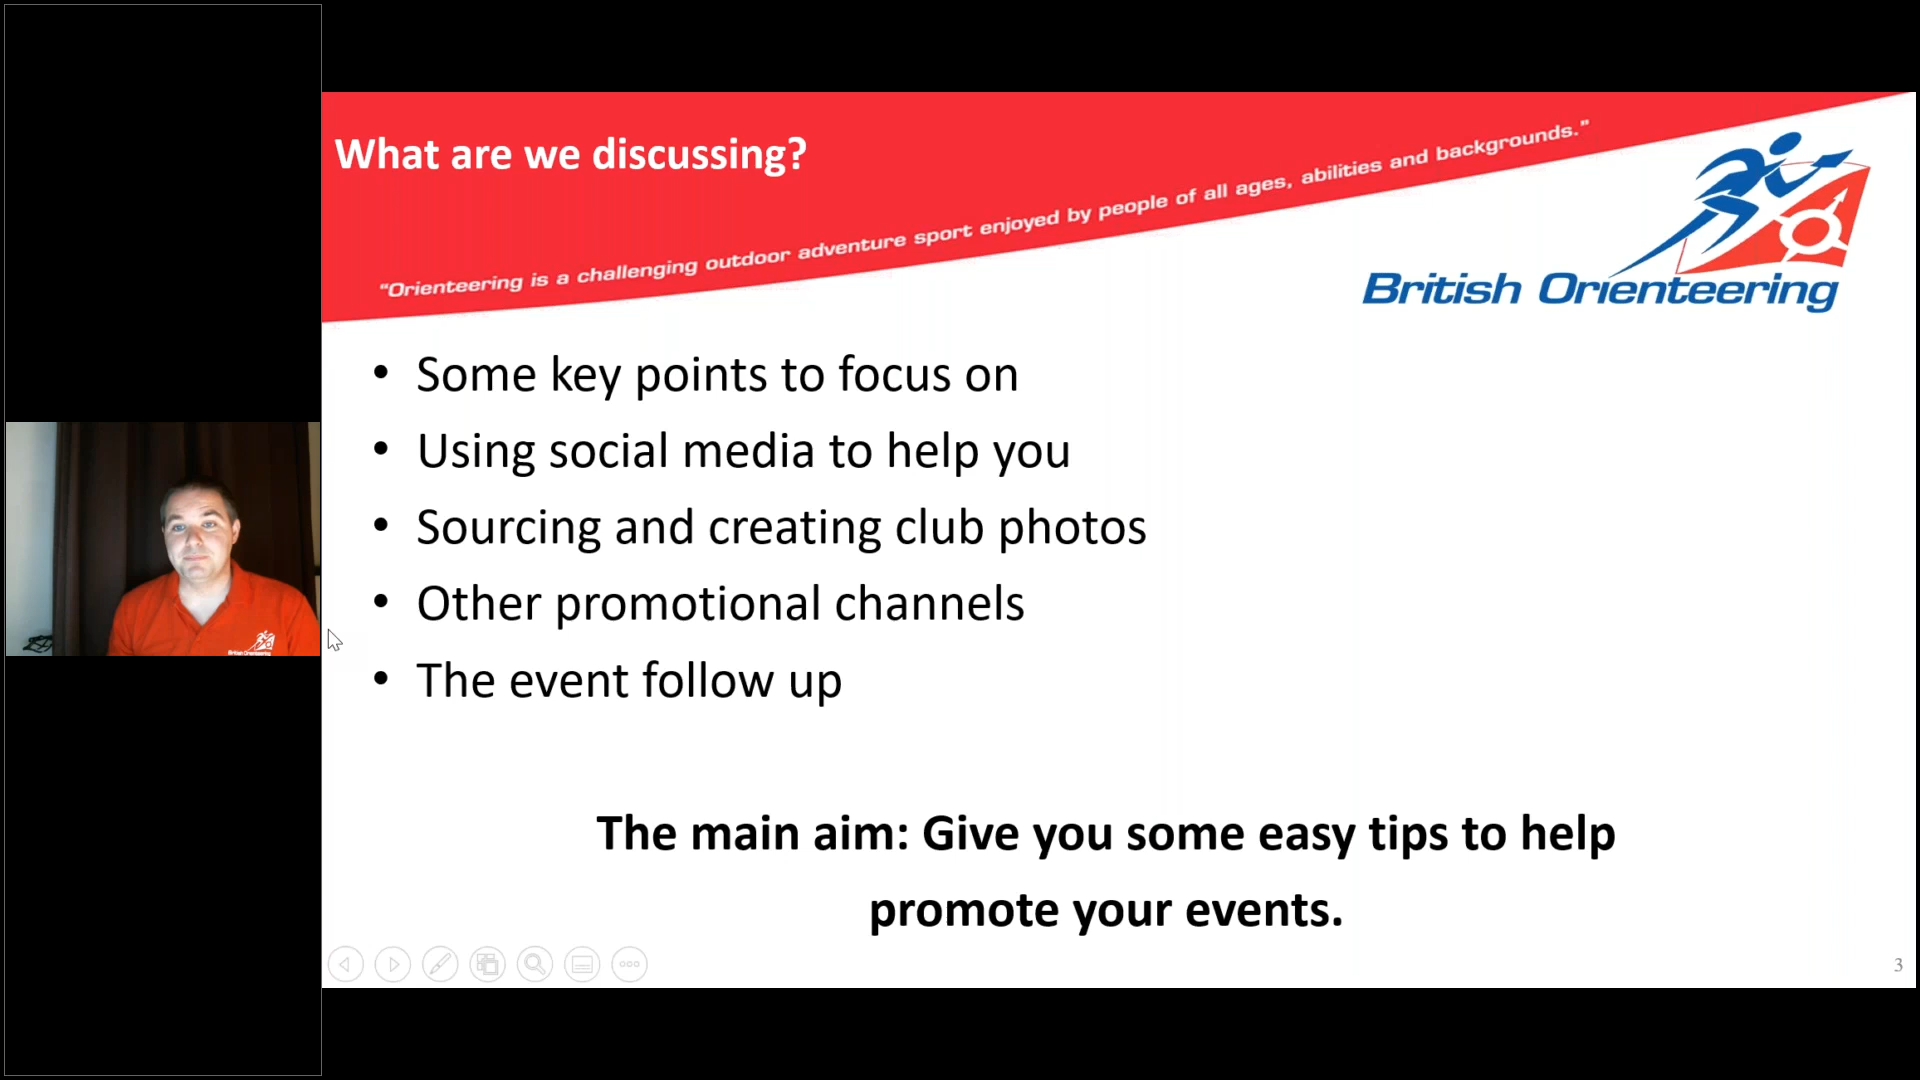 What are we discussing?
"Orienteering is a challenging outdoor adventure sport enjoyed by people of all ages, abilities and backgrounds."
British Orienteering
• Some key points to focus on
• Using social media to help you
• Sourcing and creating club photos
• Other promotional channels
• The event follow up
British Orienteering
The main aim: Give you some easy tips to help
promote your events.
3